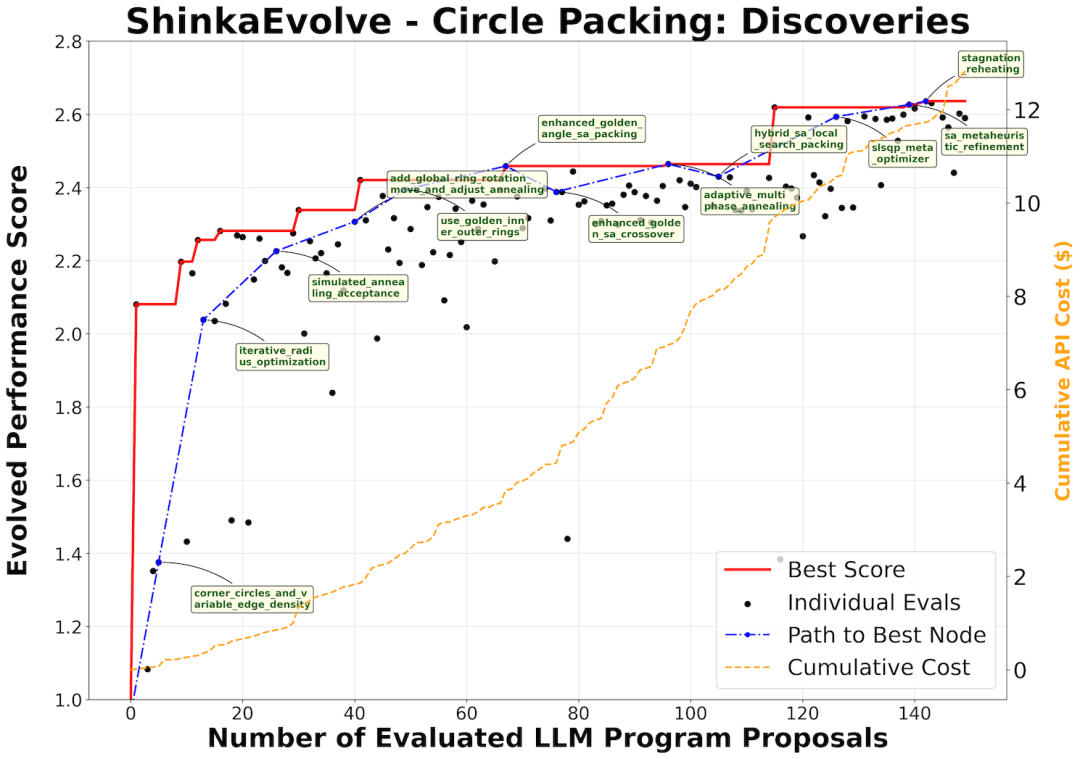 ShinkaEvolve - Circle Packing: Discoveries
Evolved Performance Score
2.8
2.6
2.4
2.2
2.0
1.8
1.6
1.4
1.2
1.0
stagnation
_reheating
enhanced_golden_
angle_sa_packing
hybrid_sa_local
_search_packing
sa_metaheuris
tic_refinement
slsqp_meta
_optimizer
add_global_ring_rotation
_move_and_adjust_annealing
adaptive_multi
phase_annealing
use_golden_inn
er_outer_rings
enhanced_golde
n_sa_crossover
simulated_annea
ling_acceptance
iterative_radi
us_optimization
corner_circles_and_v
ariable_edge_density
Best Score
Individual Evals
Path to Best Node
Cumulative Cost
12
10
8
6
4
2
0
Cumulative API Cost ($)
0 20 40 60 80 100 120 140
Number of Evaluated LLM Program Proposals